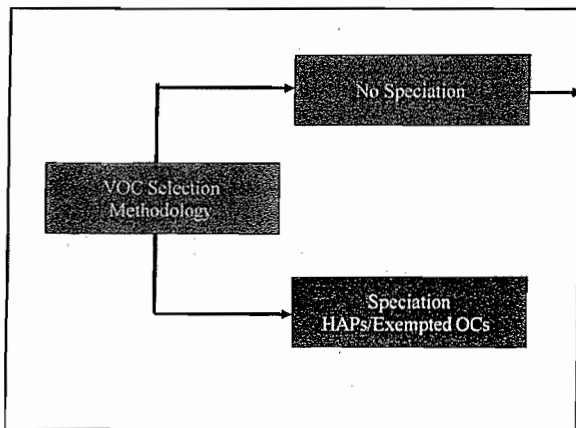 No Speciation
VOC Selection
Methodology
Speciation
HAPs/Exempted OCs